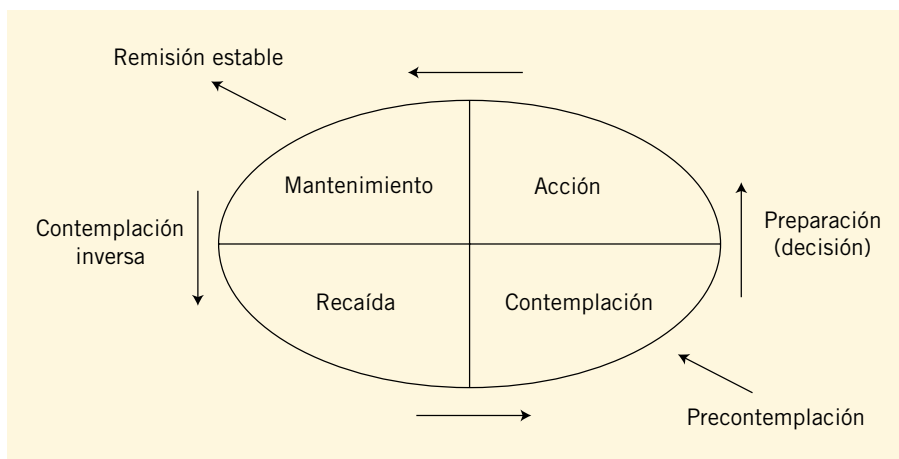 Remisión estable
Mantenimiento
Acción
Contemplación
inversa
Preparación
(decisión)
Recaída
Contemplación
Precontemplación